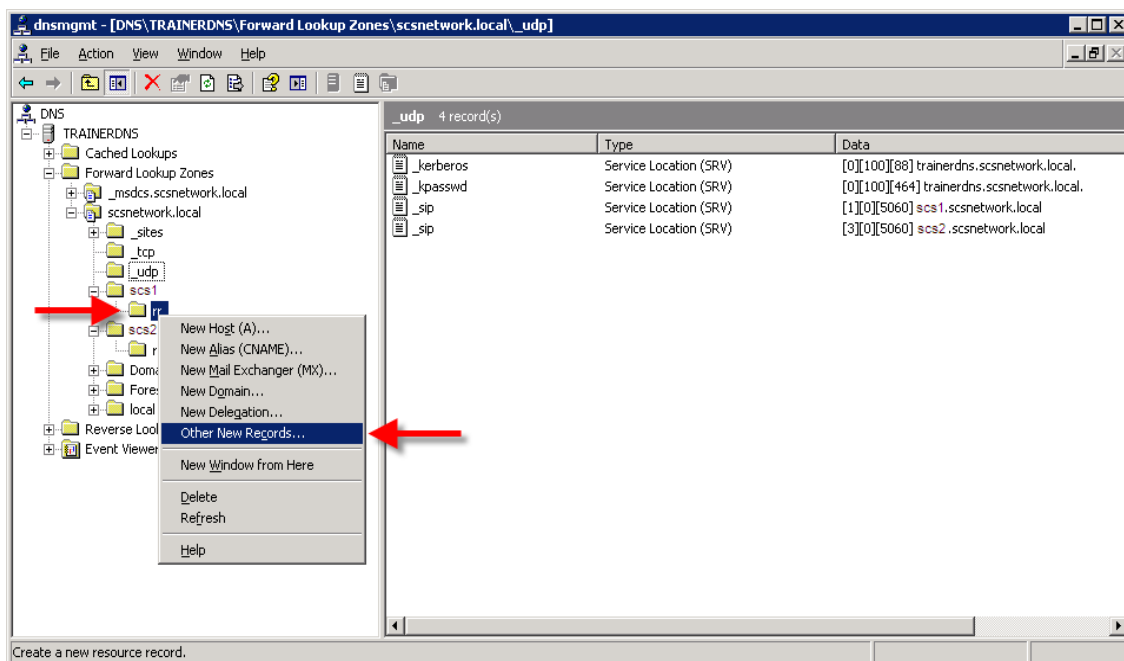 dnsmgmt - [DNS\TRAINERDNS\Forward Lookup Zones\scsnetwork.local\_udp]
File Action View Window Help
DNS
TRAINERDNS
Cached Lookups
Forward Lookup Zones
_msdcs.scsnetwork.local
scsnetwork.local
_sites
_tcp
_udp
scs1
rr
scs2
r
Doma
Fores
local
Reverse Lool
Event Viewer
New Host (A)...
New Alias (CNAME)...
New Mail Exchanger (MX)...
New Domain...
New Delegation...
Other New Records...
New Window from Here
Delete
Refresh
Help
_udp 4 record(s)
Name Type Data
_kerberos Service Location (SRV) [0][100][88] trainerdns.scsnetwork.local.
_kpasswd Service Location (SRV) [0][100][464] trainerdns.scsnetwork.local.
_sip Service Location (SRV) [1][0][5060] scs1.scsnetwork.local
_sip Service Location (SRV) [3][0][5060] scs2.scsnetwork.local
Create a new resource record.